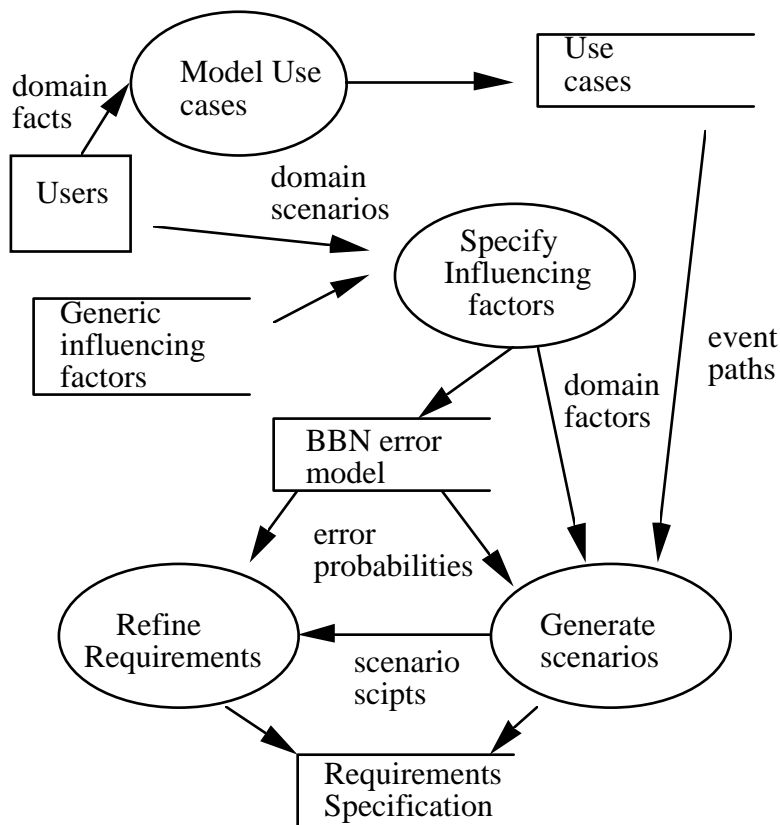 domain
facts
Model Use
cases
Use
cases
Users
domain
scenarios
Specify
Influencing
factors
Generic
influencing
factors
event
paths
domain
factors
BBN error
model
error
probabilities
Refine
Requirements
Generate
scenarios
scenario
scipts
Requirements
Specification